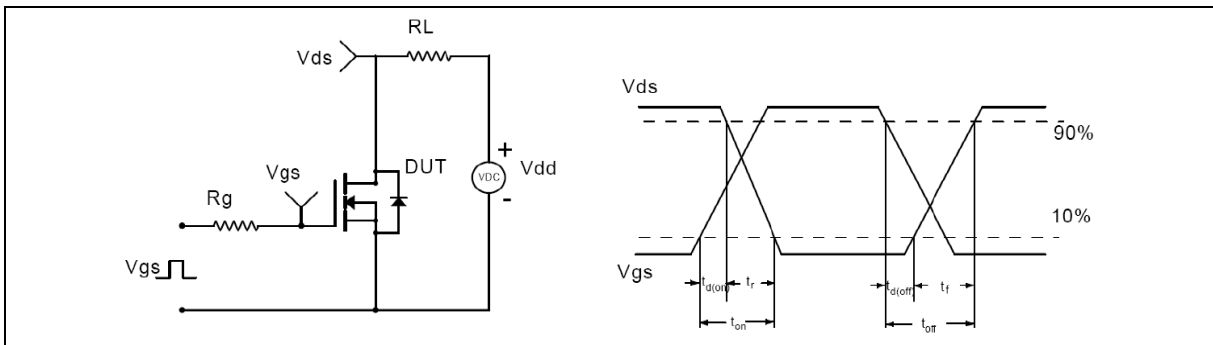 RL
Vds
+
VDC
Vdd
-
DUT
Vgs
Rg
Vgs
Vds
90%
10%
Vgs
td(on)
tr
td(off)
tf
ton
toff